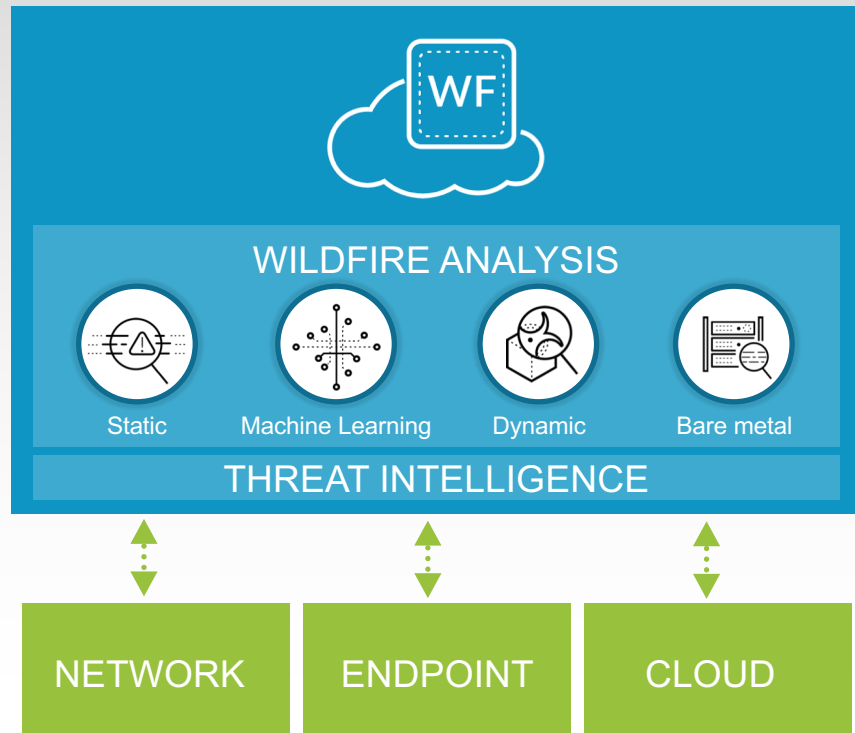 WF
WILDFIRE ANALYSIS
Static
Machine Learning
Dynamic
Bare metal
THREAT INTELLIGENCE
NETWORK
ENDPOINT
CLOUD